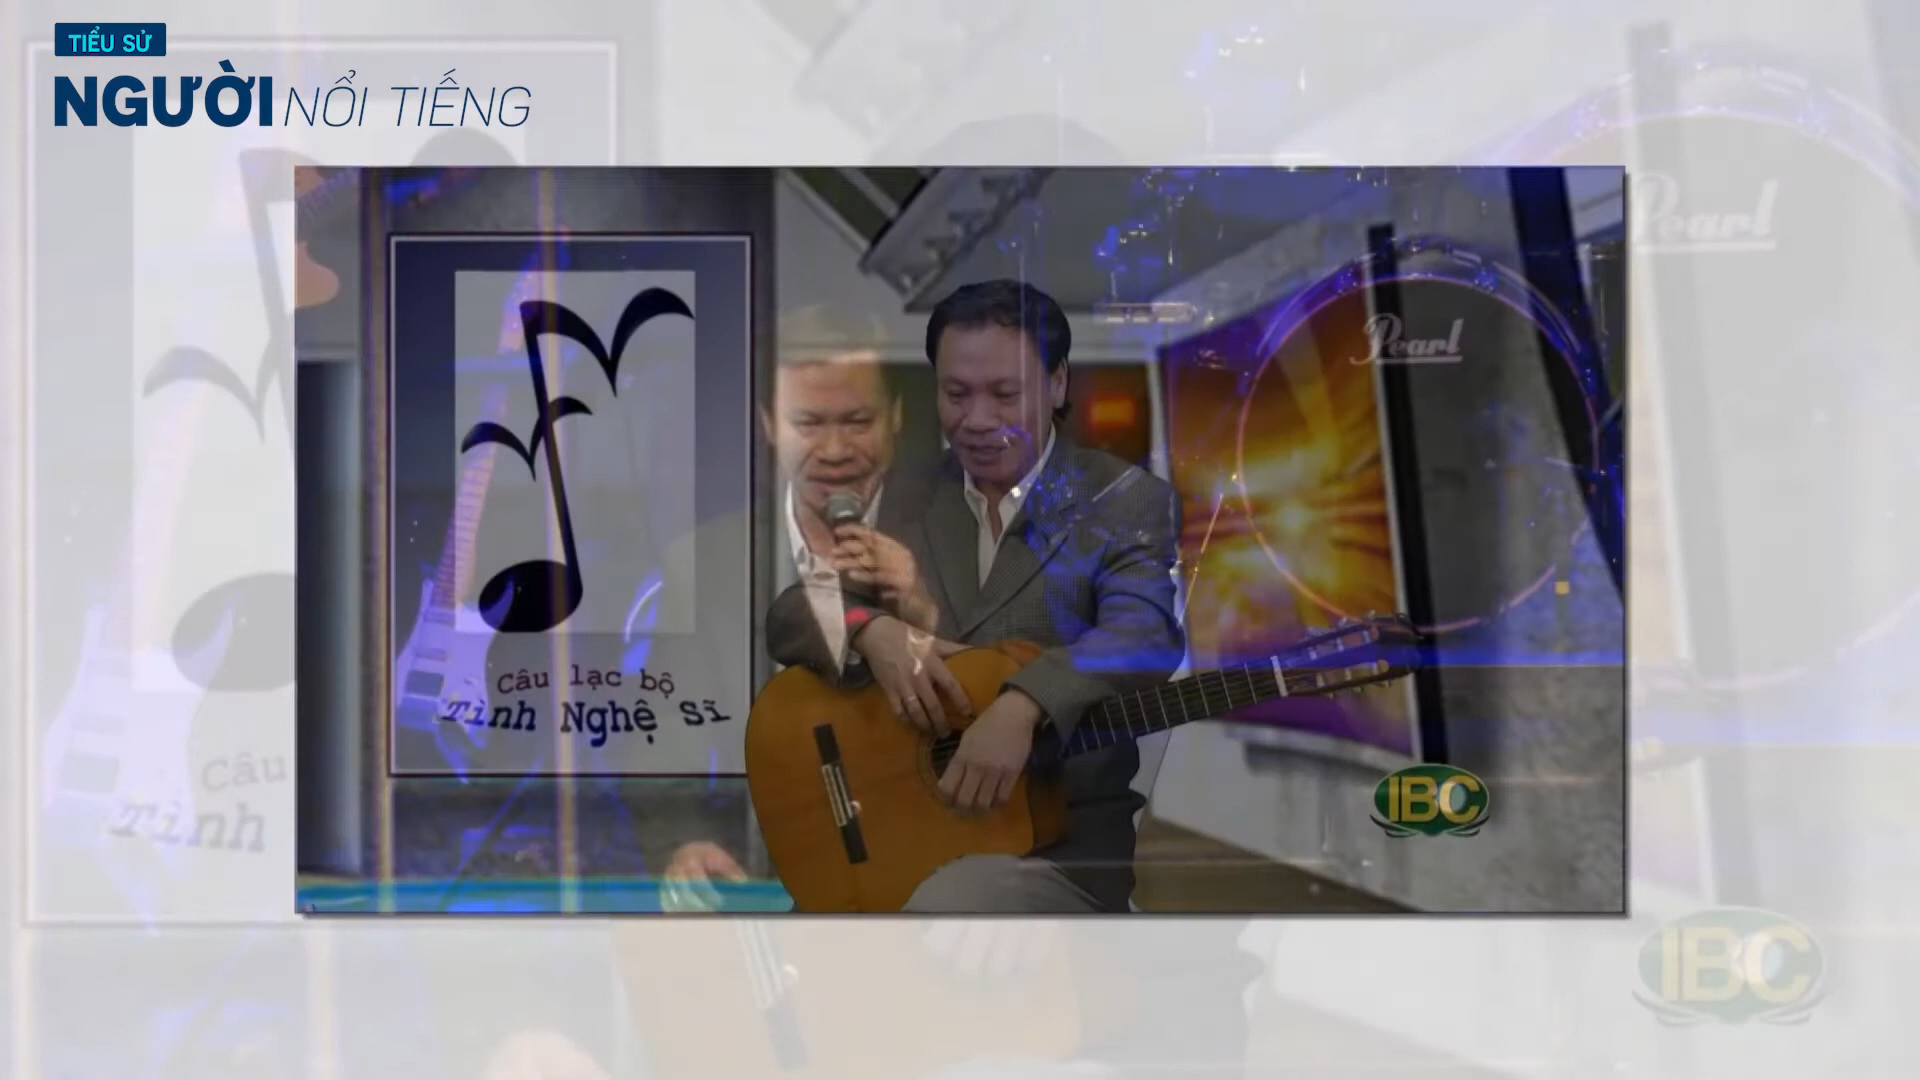 TIỂU SỬ
NGƯỜI NỔI TIẾNG
Pearl
Pearl
Câu lạc bộ
Tình Nghệ Sĩ
Câu
Tình
IBC
IBC